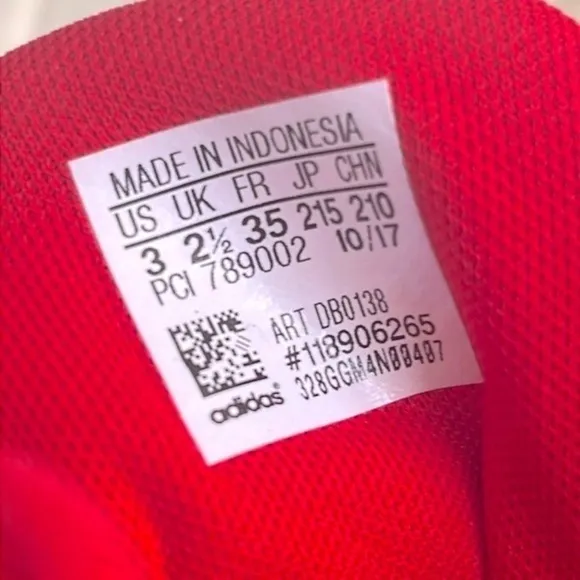 MADE IN INDONESIA
US UK FR JP CHN
3 2½ 35 215 210
PCI 789002 10/17
ART DB0138
#118906265
328GGM4N00407
adidas